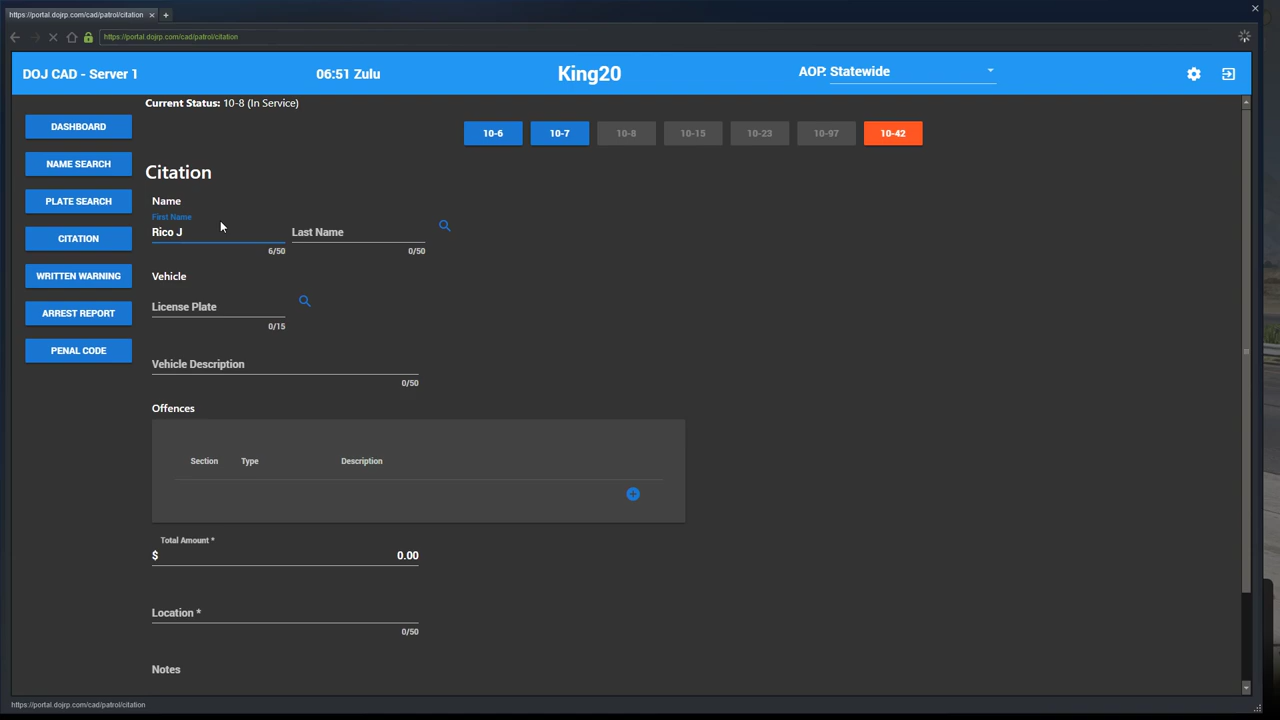 https://portal.dojrp.com/cad/patrol/citation
https://portal.dojrp.com/cad/patrol/citation
DOJ CAD - Server 1
06:51 Zulu
King20
AOP: Statewide
Current Status: 10-8 (In Service)
DASHBOARD
NAME SEARCH
PLATE SEARCH
CITATION
WRITTEN WARNING
ARREST REPORT
PENAL CODE
10-6
10-7
10-8
10-15
10-23
10-97
10-42
Citation
Name
First Name
Rico J
Last Name
6/50
0/50
Vehicle
License Plate
0/15
Vehicle Description
0/50
Offences
Section
Type
Description
Total Amount *
$
0.00
Location *
0/50
Notes
https://portal.dojrp.com/cad/patrol/citation